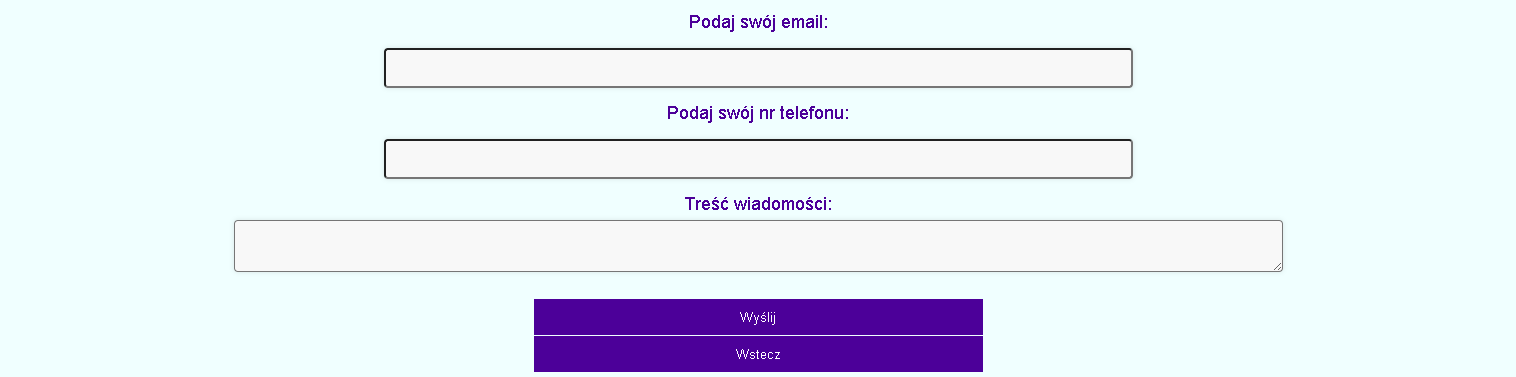 Podaj swój email:
Podaj swój nr telefonu:
Treść wiadomości:
Wyślij
Wstecz